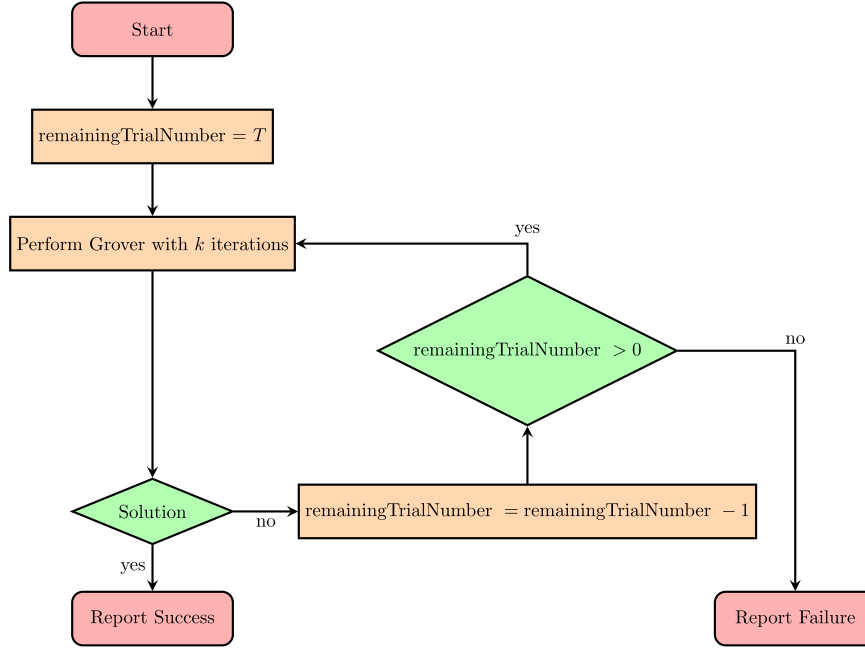 Start
remainingTrialNumber = T
Perform Grover with k iterations
yes
remainingTrialNumber > 0
no
Solution
no
remainingTrialNumber = remainingTrialNumber − 1
yes
Report Success
Report Failure